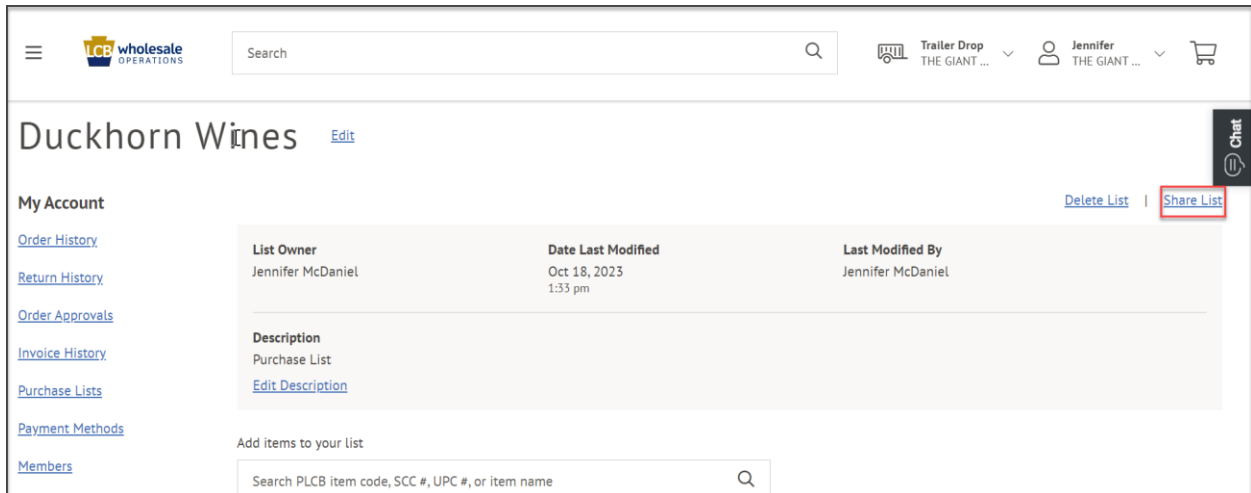 LCB wholesale
OPERATIONS
Search
Trailer Drop
THE GIANT ...
Jennifer
THE GIANT ...
Duckhorn Wines Edit
Chat
My Account
Delete List | Share List
Order History
Return History
Order Approvals
Invoice History
Purchase Lists
Payment Methods
Members
List Owner
Jennifer McDaniel
Date Last Modified
Oct 18, 2023
1:33 pm
Last Modified By
Jennifer McDaniel
Description
Purchase List
Edit Description
Add items to your list
Search PLCB item code, SCC #, UPC #, or item name